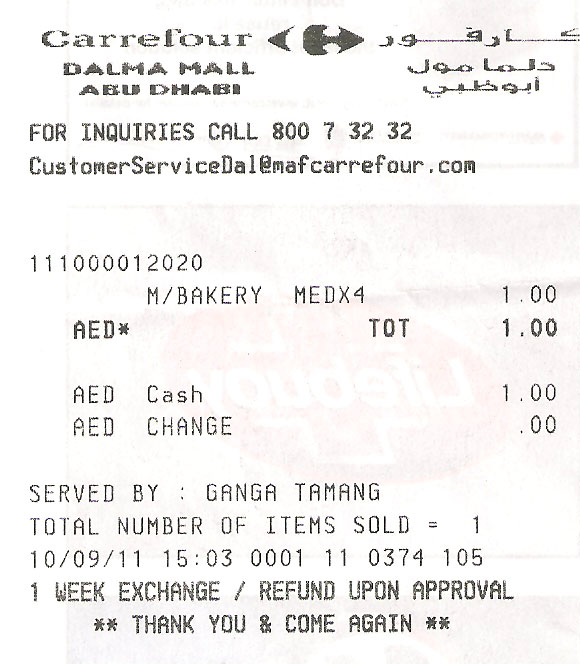 Carrefour كارفور
DALMA MALL دلما مول
ABU DHABI أبوظبي
FOR INQUIRIES CALL 800 7 32 32
CustomerServiceDal@mafcarrefour.com
111000012020
M/BAKERY MEDX4 1.00
AED* TOT 1.00
AED Cash 1.00
AED CHANGE .00
SERVED BY : GANGA TAMANG
TOTAL NUMBER OF ITEMS SOLD = 1
10/09/11 15:03 0001 11 0374 105
1 WEEK EXCHANGE / REFUND UPON APPROVAL
** THANK YOU & COME AGAIN **
Lifebuoy